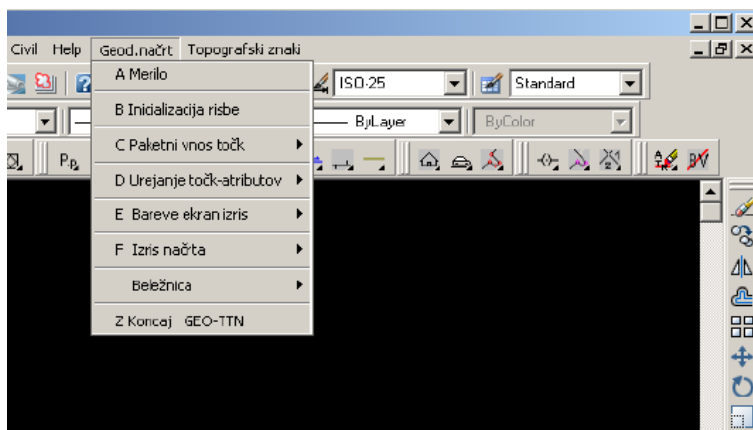 Civil Help Geod.načrt Topografski znaki
A Merilo
ISO-25 Standard
B Inicializacija risbe
ByLayer ByColor
C Paketni vnos točk
D Urejanje točk-atributov
E Bareve ekran izris
F Izris načrta
Beležnica
Z Koncaj GEO-TTN